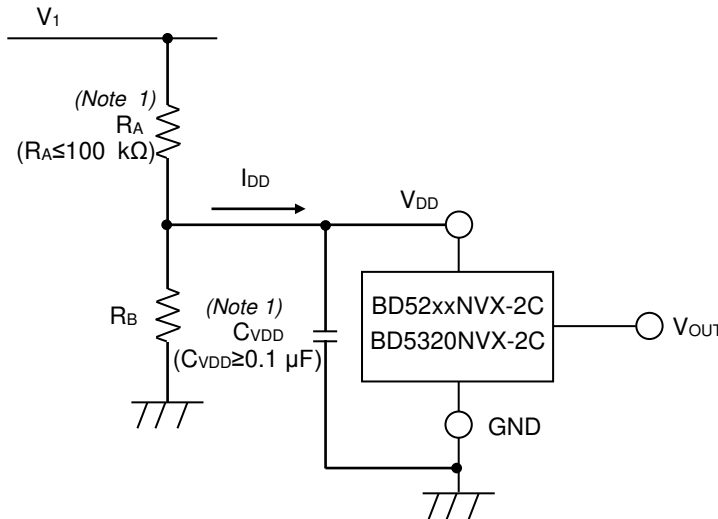 V1
(Note 1)
RA
(RA≤100 kΩ)
IDD
VDD
RB
(Note 1)
CVDD
(CVDD≥0.1 µF)
BD52xxNVX-2C
BD5320NVX-2C
VOUT
GND